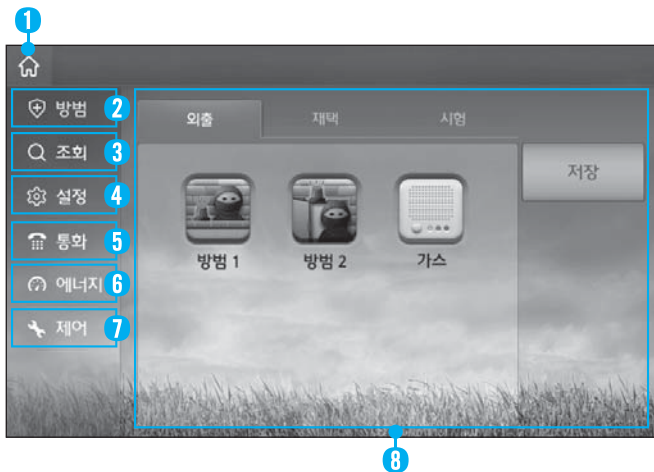 1
방범 2
조회 3
설정 4
통화 5
에너지 6
제어 7
외출 재택 시험
저장
방범 1 방범 2 가스
8